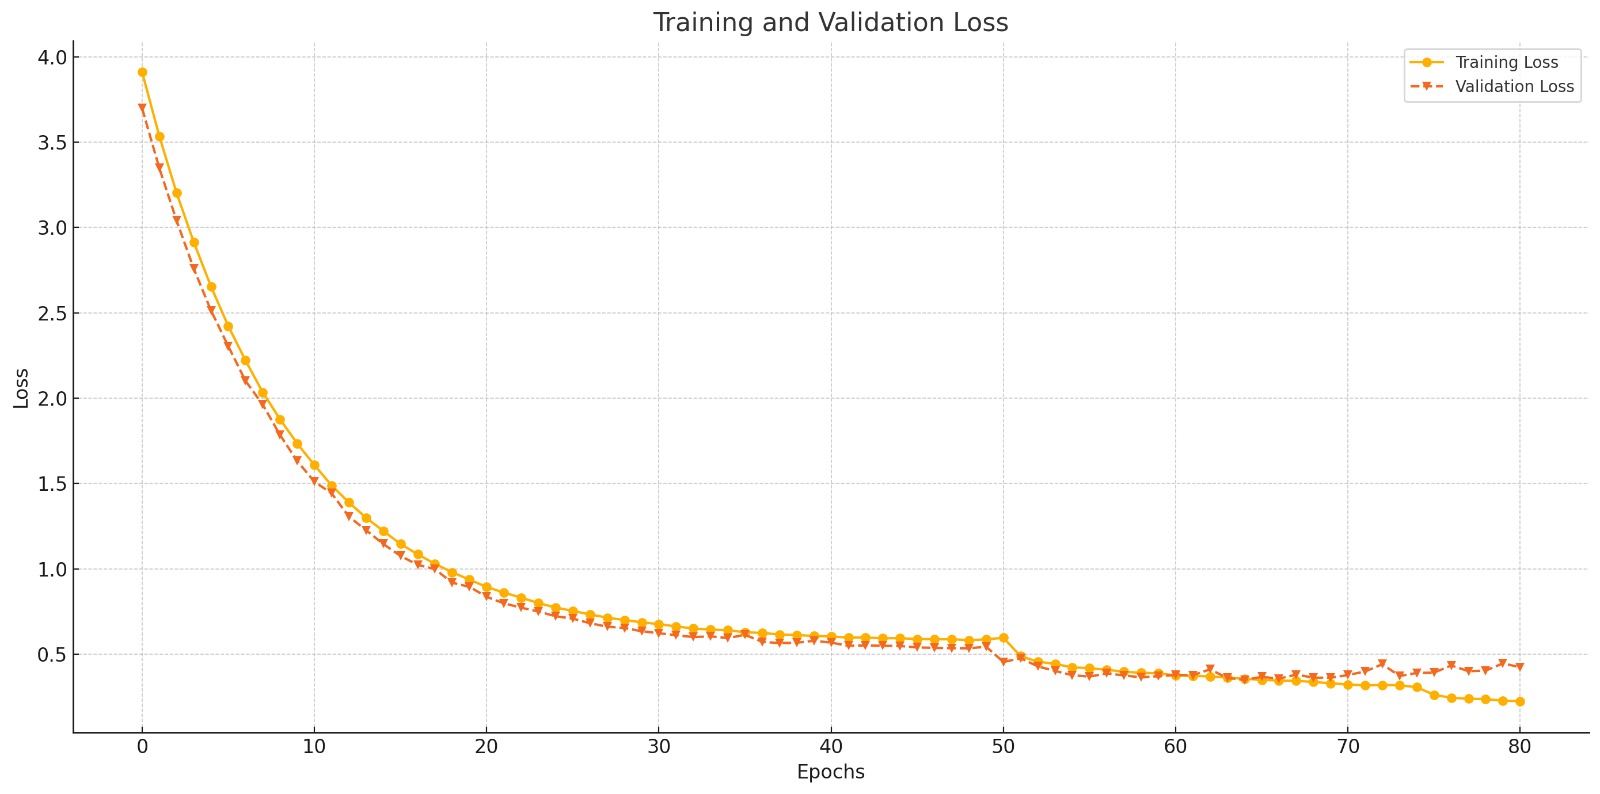 Training and Validation Loss
Training Loss
Validation Loss
4.0
3.5
3.0
2.5
2.0
1.5
1.0
0.5
Loss
0 10 20 30 40 50 60 70 80
Epochs